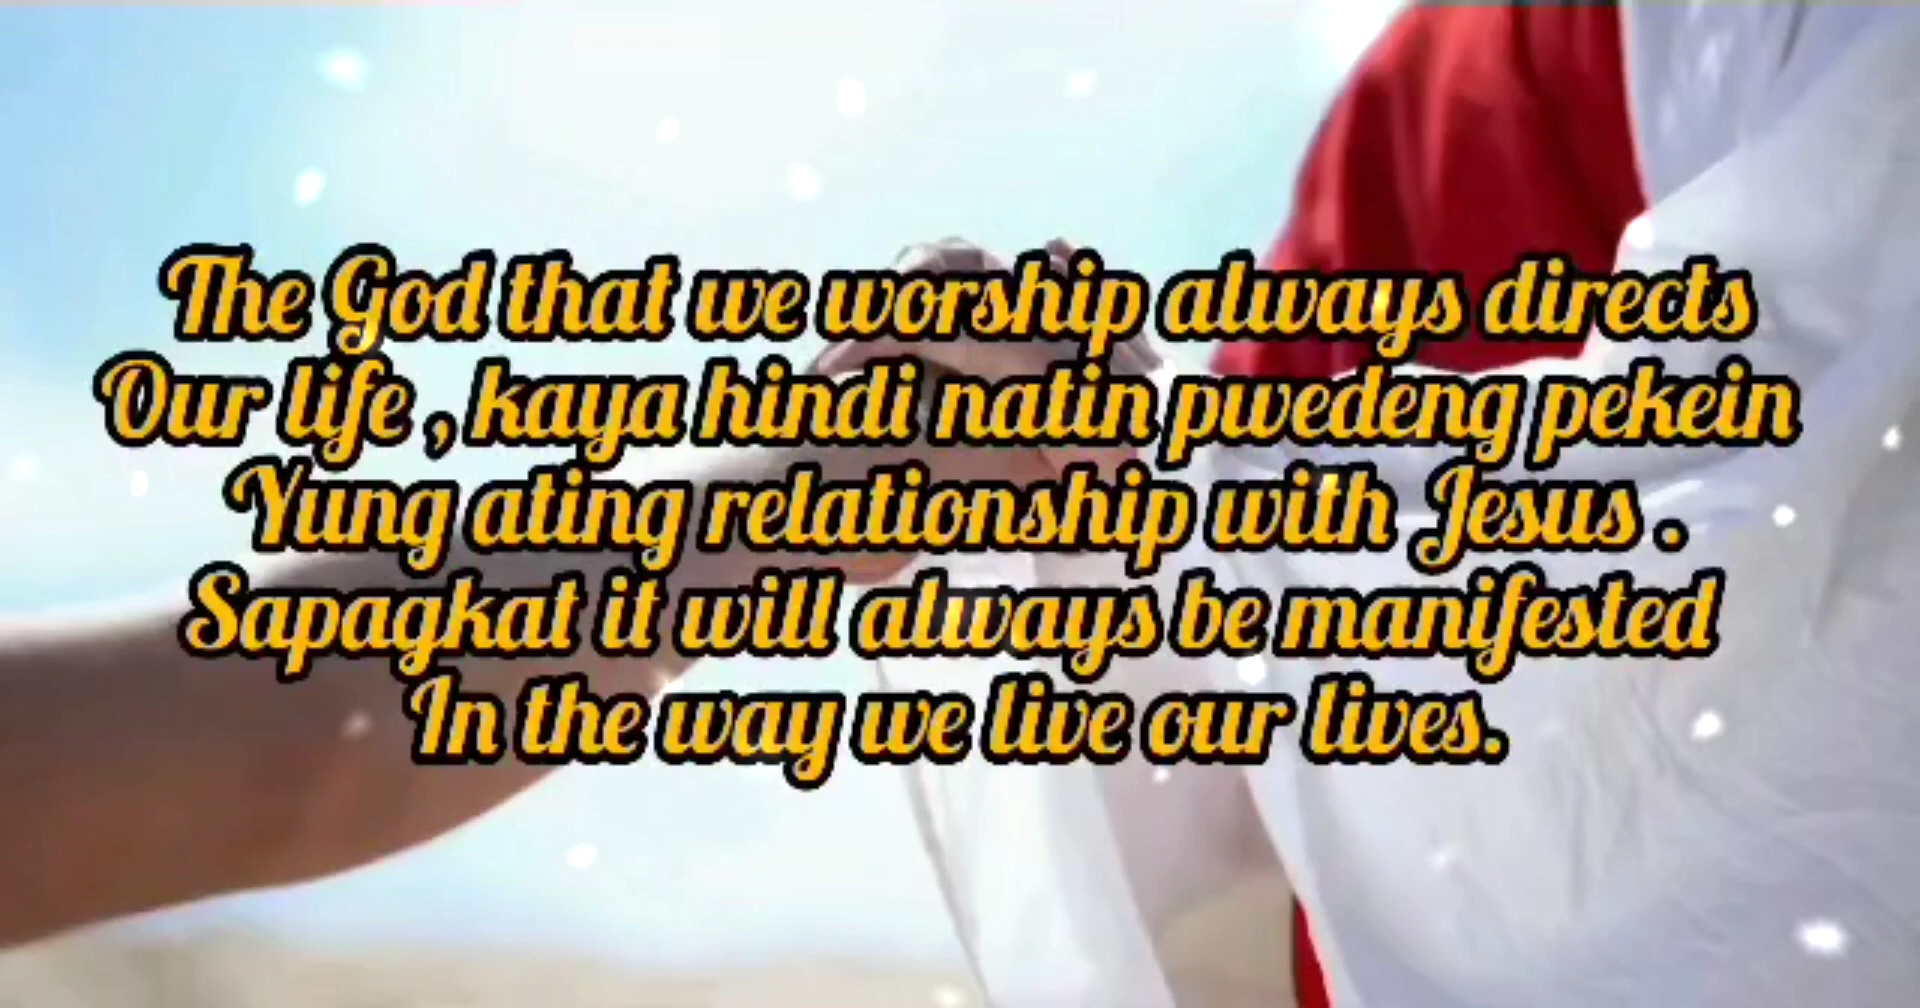 The God that we worship always directs
Our life , kaya hindi natin pwedeng pekein
Yung ating relationship with Jesus .
Sapagkat it will always be manifested
In the way we live our lives.